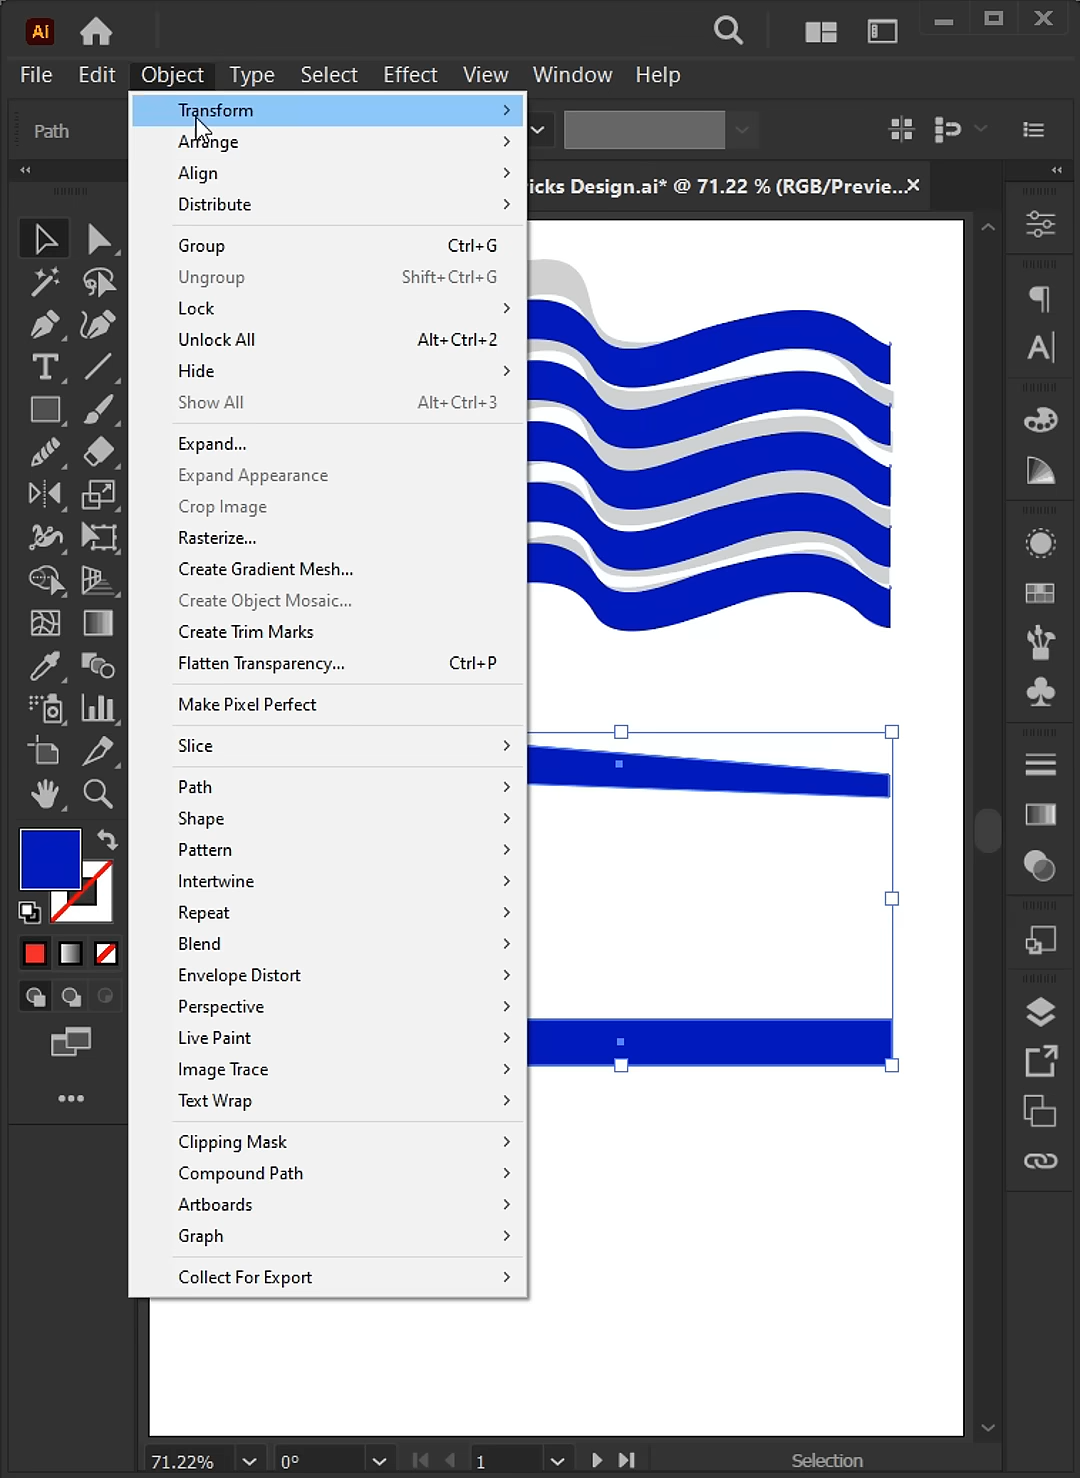 Ai
File Edit Object Type Select Effect View Window Help
Path
Transform
Arrange
Align
Distribute
Group Ctrl+G
Ungroup Shift+Ctrl+G
Lock
Unlock All Alt+Ctrl+2
Hide
Show All Alt+Ctrl+3
Expand...
Expand Appearance
Crop Image
Rasterize...
Create Gradient Mesh...
Create Object Mosaic...
Create Trim Marks
Flatten Transparency... Ctrl+P
Make Pixel Perfect
Slice
Path
Shape
Pattern
Intertwine
Repeat
Blend
Envelope Distort
Perspective
Live Paint
Image Trace
Text Wrap
Clipping Mask
Compound Path
Artboards
Graph
Collect For Export
icks Design.ai* @ 71.22 % (RGB/Previe...
71.22% 0° 1 Selection